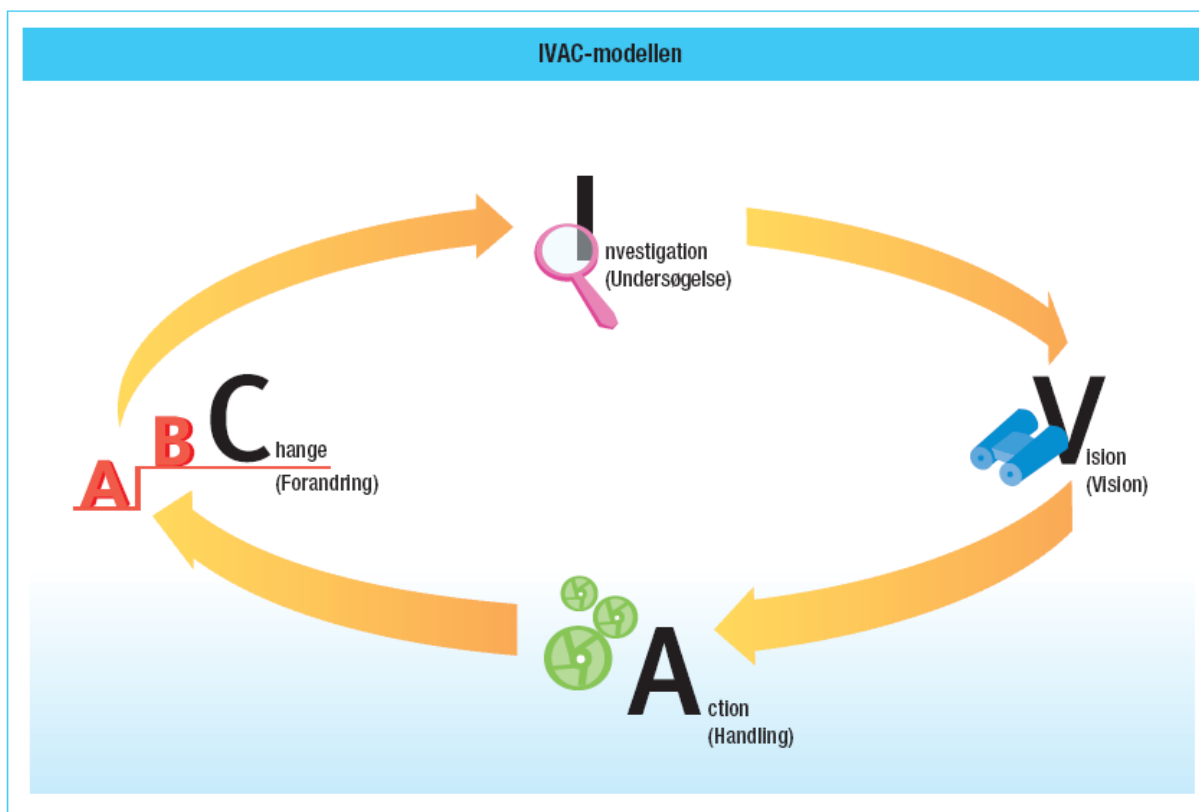 IVAC-modellen
Investigation
(Undersøgelse)
Vision
(Vision)
Action
(Handling)
A B Change
(Forandring)